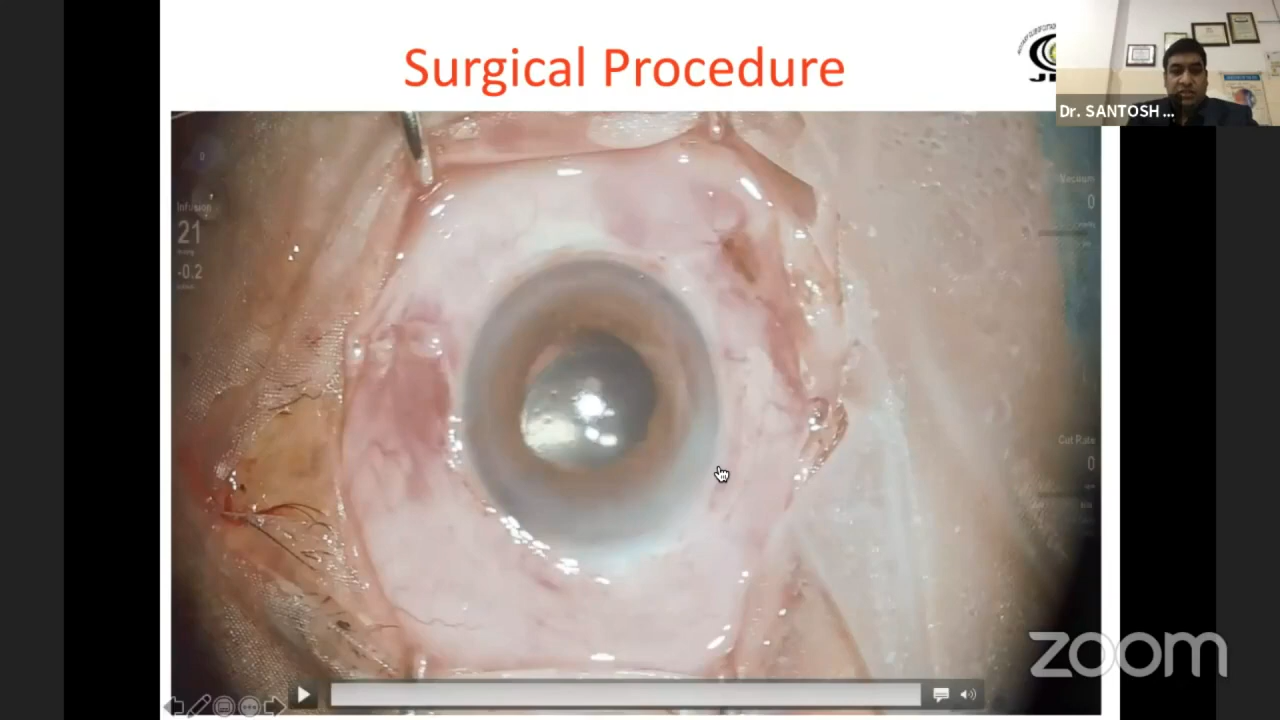 Surgical Procedure
Dr. SANTOSH ...
Infusion
21
-0.2
Vacuum
0
Cut Rate
0
zoom